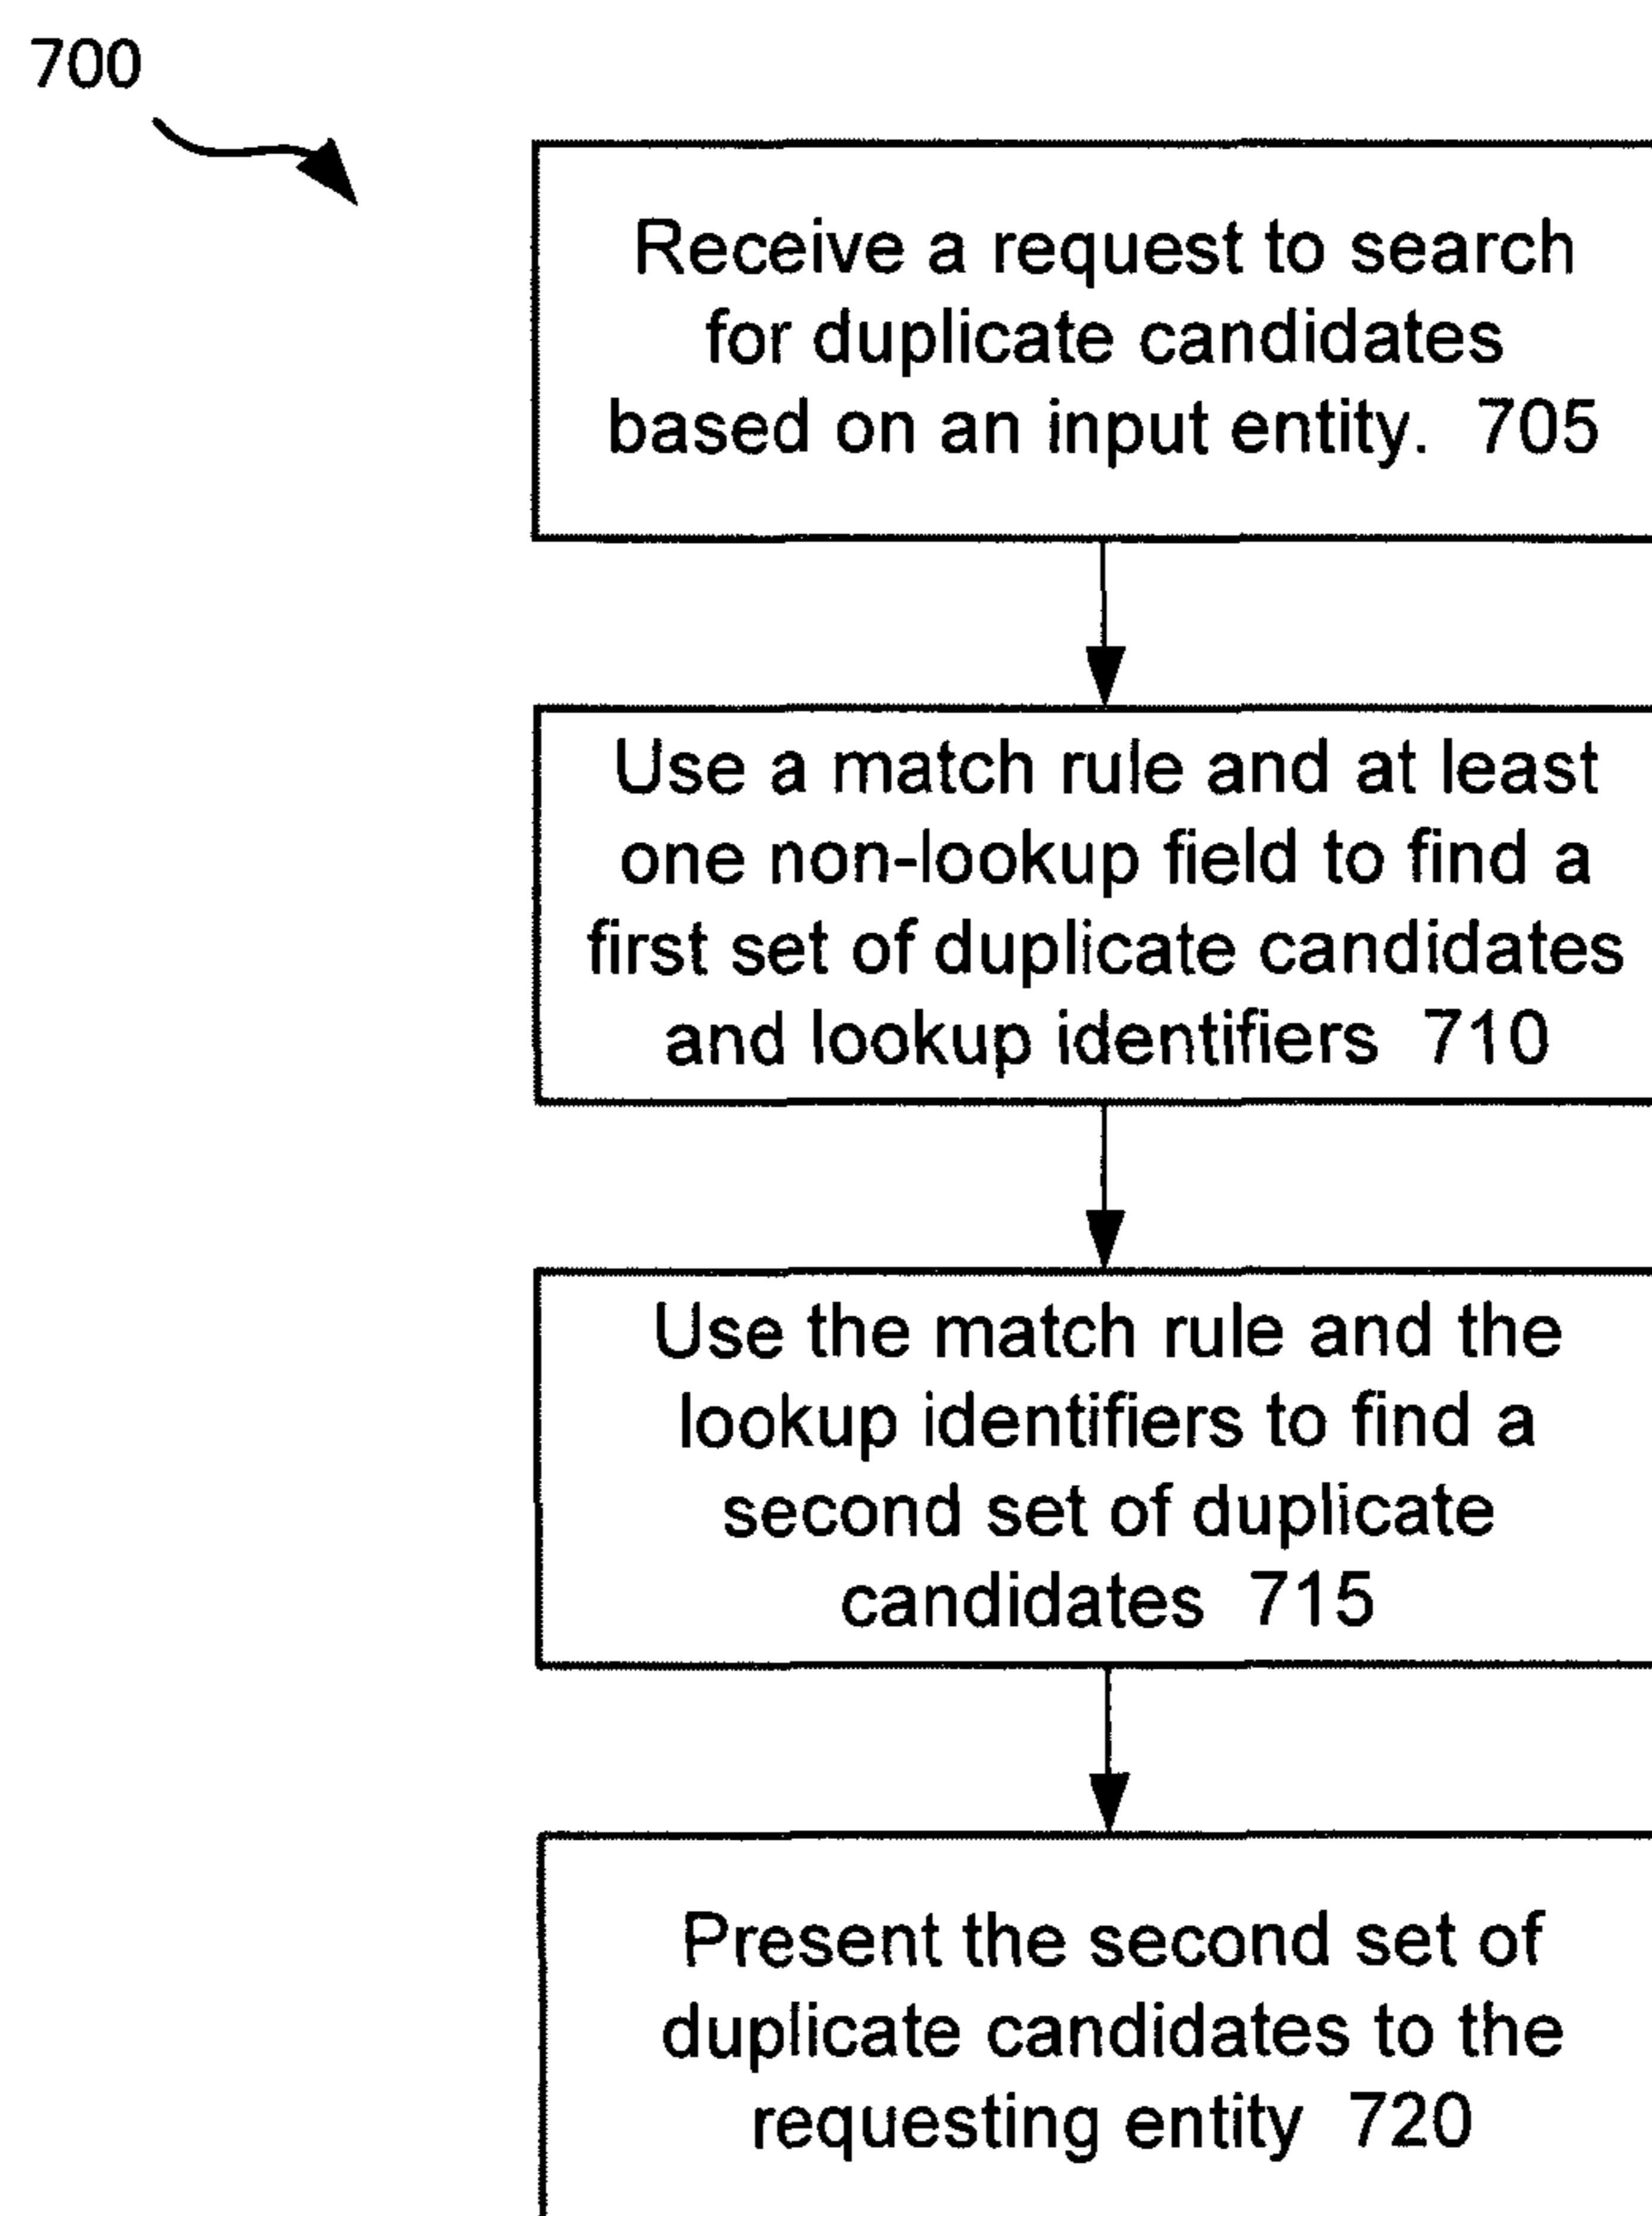 700
Receive a request to search
for duplicate candidates
based on an input entity. 705
Use a match rule and at least
one non-lookup field to find a
first set of duplicate candidates
and lookup identifiers 710
Use the match rule and the
lookup identifiers to find a
second set of duplicate
candidates 715
Present the second set of
duplicate candidates to the
requesting entity 720